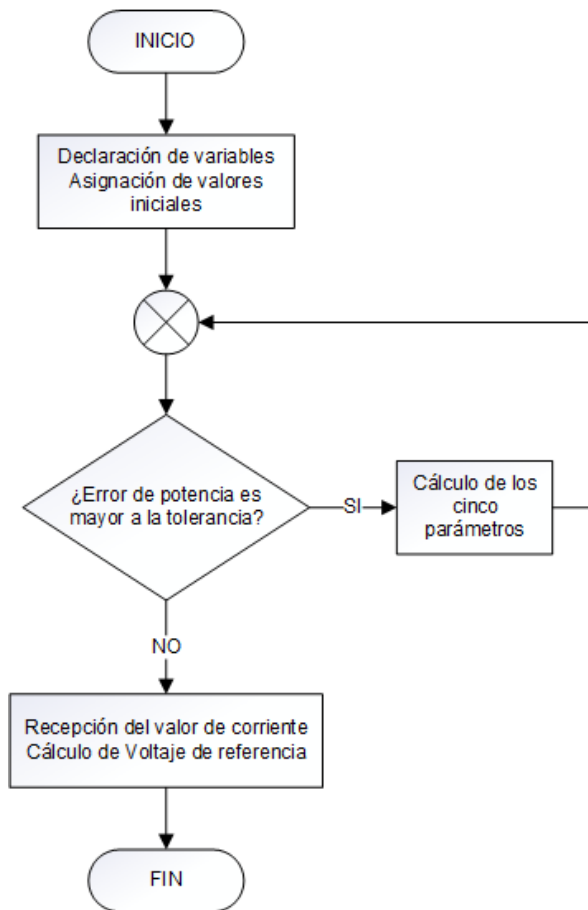 INICIO
Declaración de variables
Asignación de valores
iniciales
¿Error de potencia es
mayor a la tolerancia?
SI
Cálculo de los
cinco
parámetros
NO
Recepción del valor de corriente
Cálculo de Voltaje de referencia
FIN